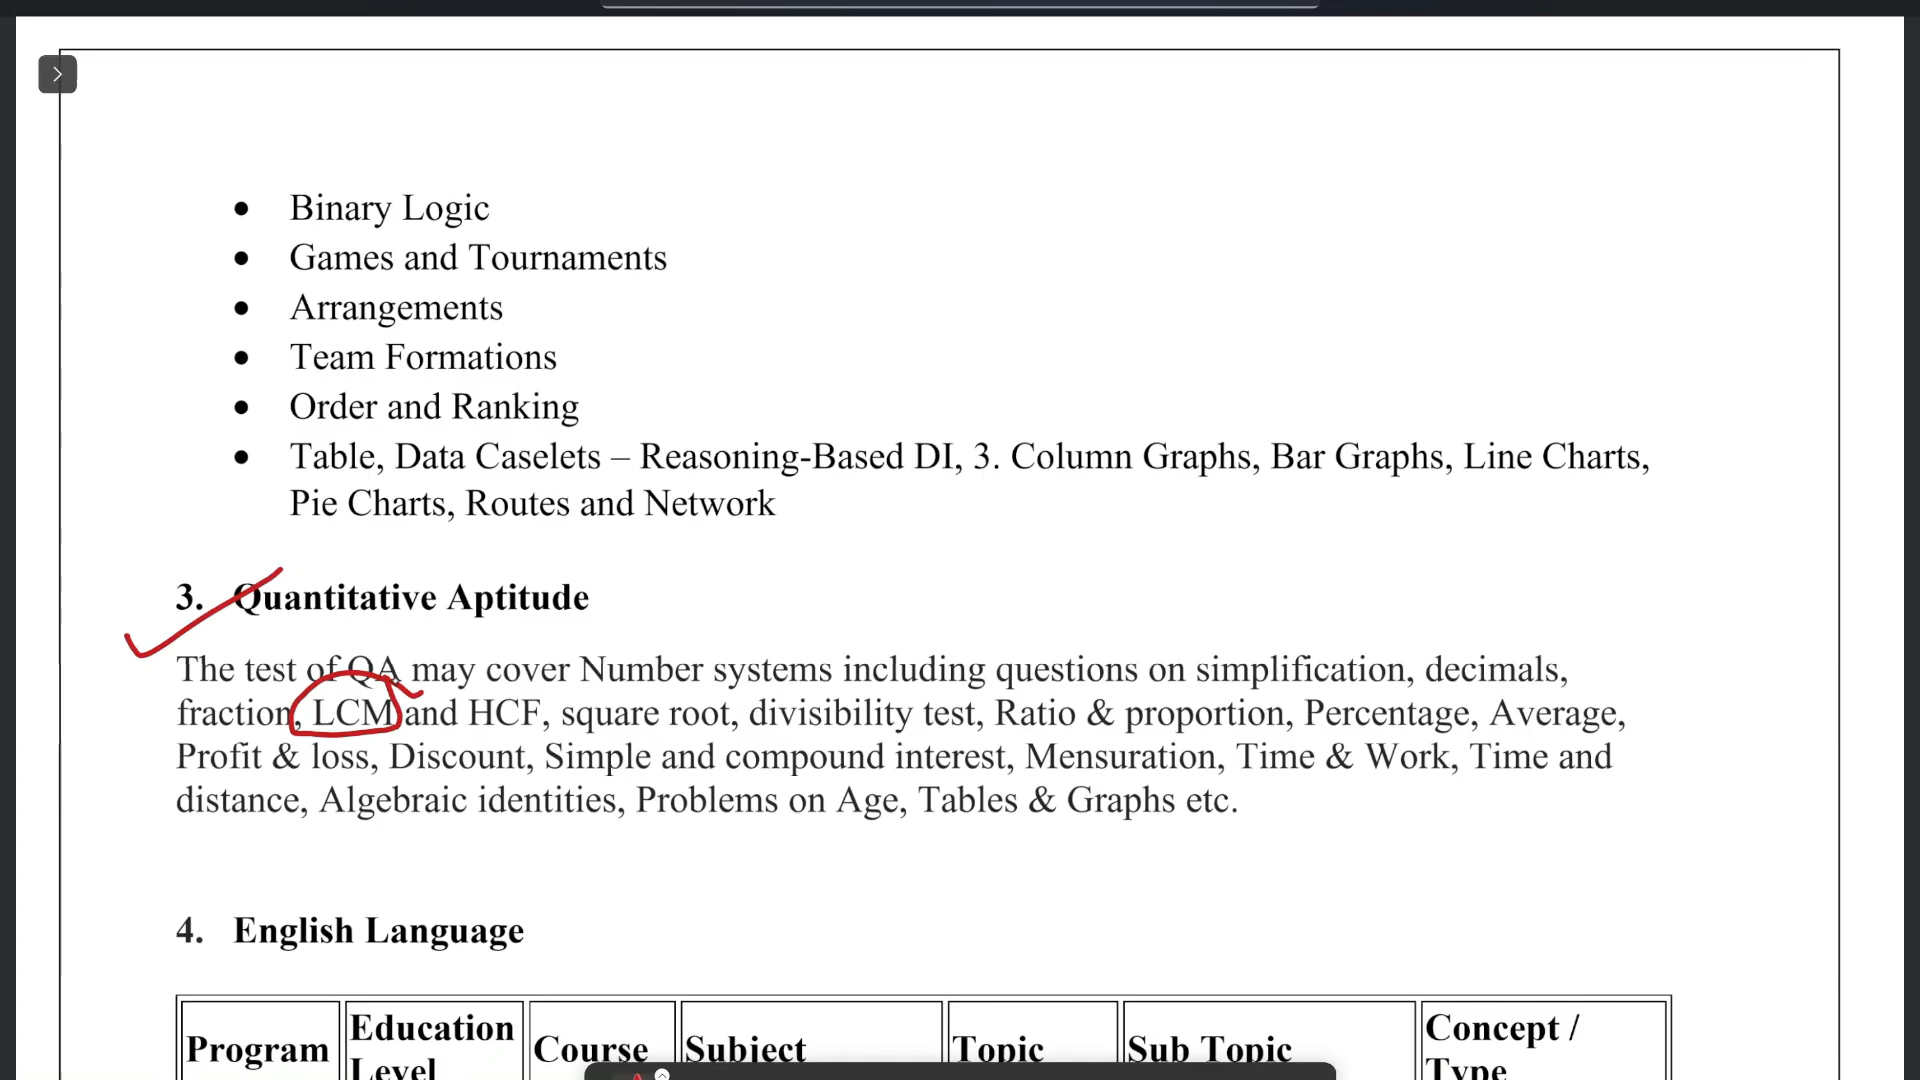 • Binary Logic
• Games and Tournaments
• Arrangements
• Team Formations
• Order and Ranking
• Table, Data Caselets – Reasoning-Based DI, 3. Column Graphs, Bar Graphs, Line Charts,
Pie Charts, Routes and Network
3. Quantitative Aptitude
The test of QA may cover Number systems including questions on simplification, decimals,
fraction, LCM and HCF, square root, divisibility test, Ratio & proportion, Percentage, Average,
Profit & loss, Discount, Simple and compound interest, Mensuration, Time & Work, Time and
distance, Algebraic identities, Problems on Age, Tables & Graphs etc.
4. English Language
Program Education Level Course Subject Topic Sub Topic Concept / Type